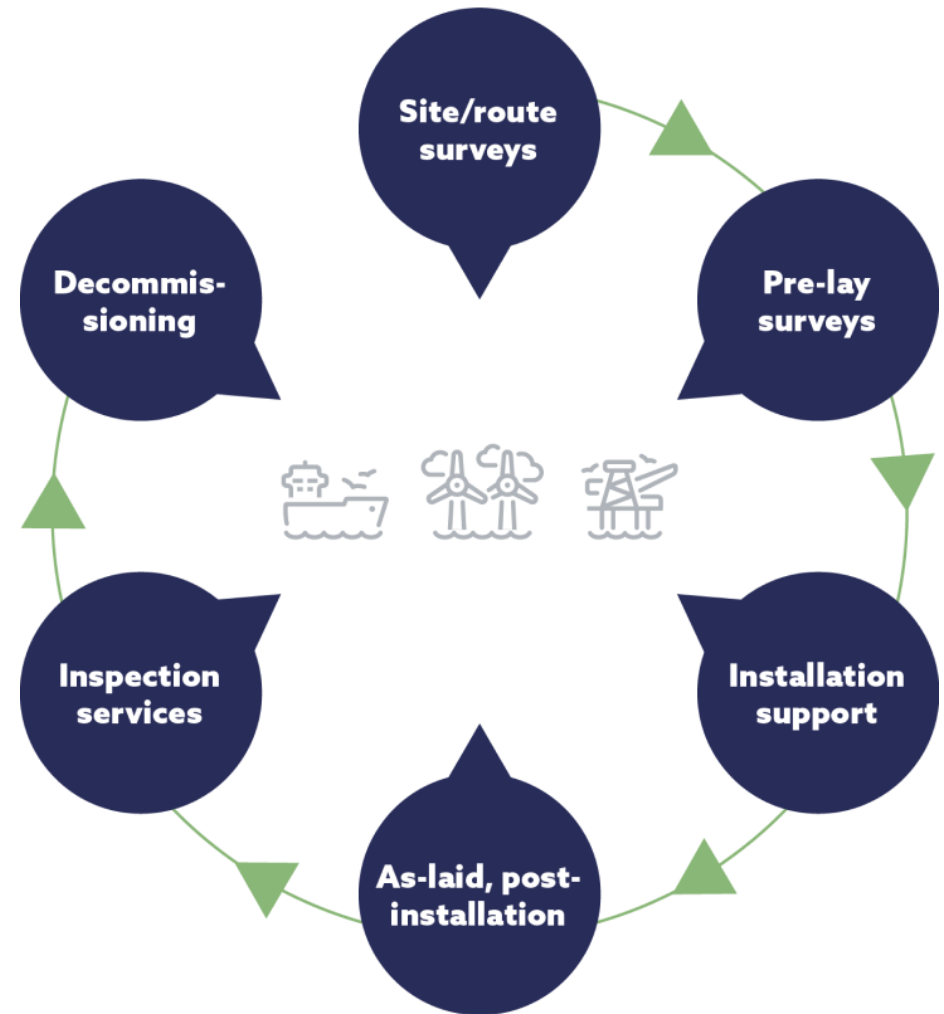 Site/route
surveys
Pre-lay
surveys
Installation
support
As-laid, post-
installation
Inspection
services
Decommis-
sioning